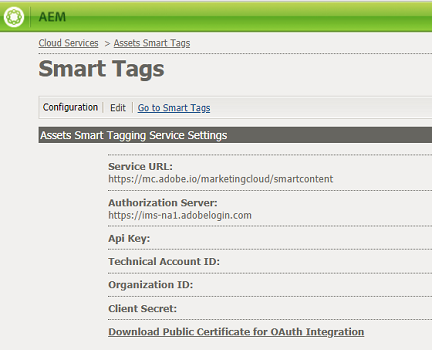 AEM
Cloud Services > Assets Smart Tags >
Smart Tags
Configuration Edit Go to Smart Tags
Assets Smart Tagging Service Settings
Service URL:
https://mc.adobe.io/marketingcloud/smartcontent
Authorization Server:
https://ims-na1.adobelogin.com
Api Key:
Technical Account ID:
Organization ID:
Client Secret:
Download Public Certificate for OAuth Integration